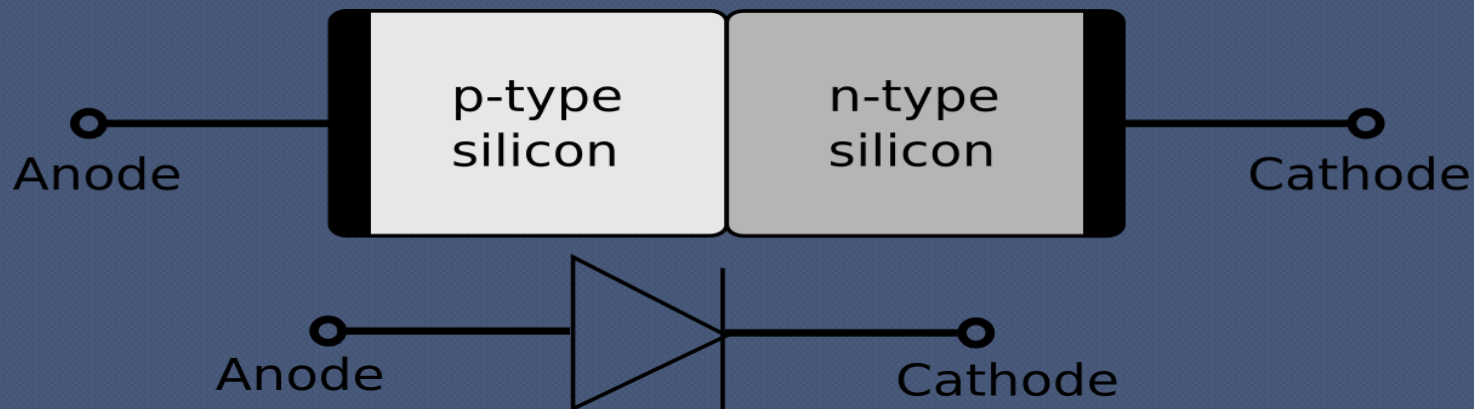 p-type
silicon
n-type
silicon
Anode
Cathode
Anode
Cathode